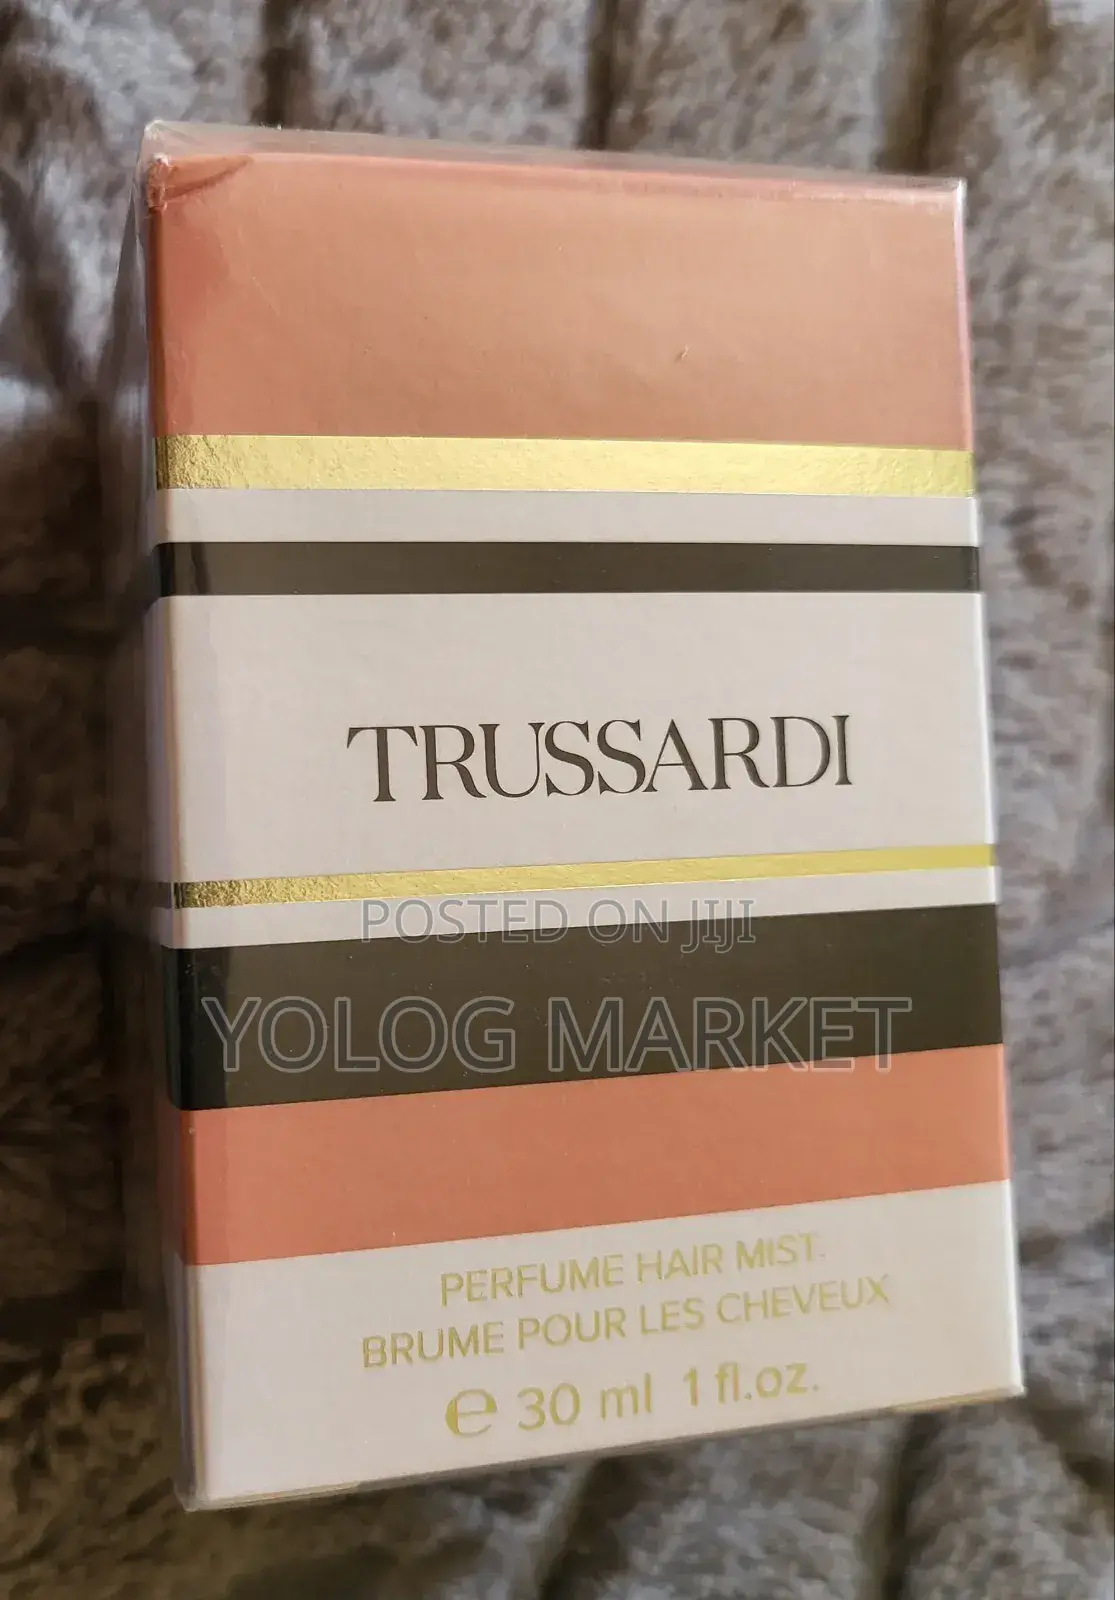 TRUSSARDI
POSTED ON JIJI
YOLOG MARKET
PERFUME HAIR MIST.
BRUME POUR LES CHEVEUX
e 30 ml 1 fl.oz.